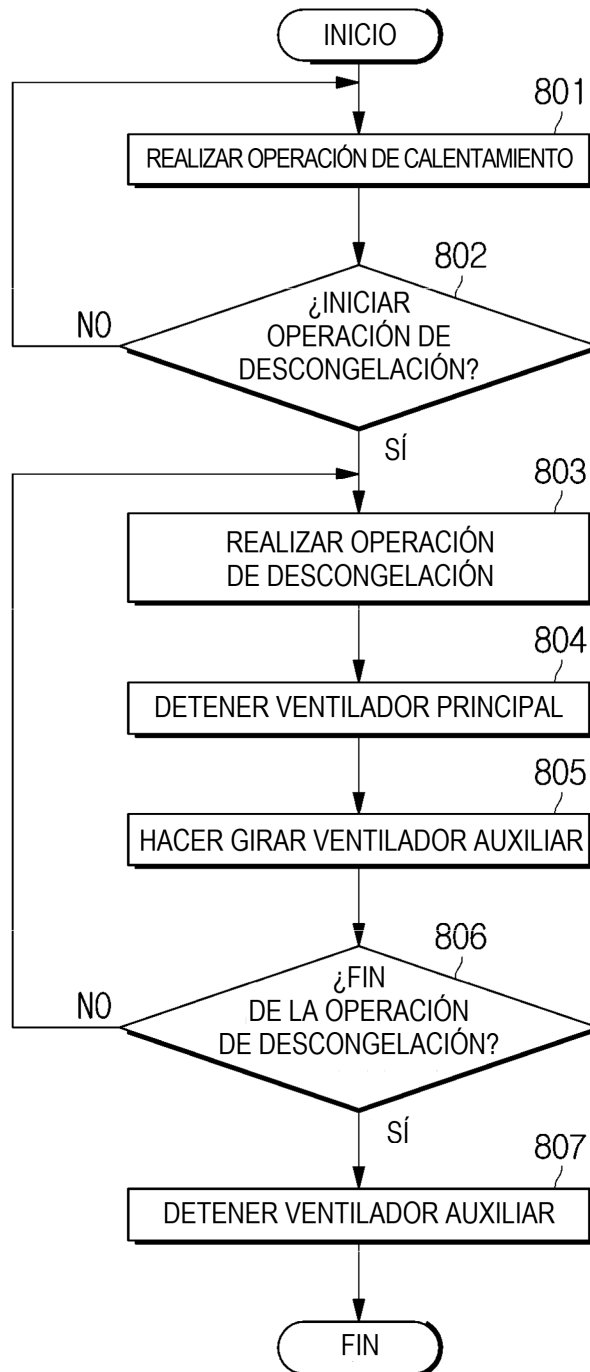 INICIO
801
REALIZAR OPERACIÓN DE CALENTAMIENTO
802
¿INICIAR
OPERACIÓN DE
DESCONGELACIÓN?
NO
SÍ
803
REALIZAR OPERACIÓN
DE DESCONGELACIÓN
804
DETENER VENTILADOR PRINCIPAL
805
HACER GIRAR VENTILADOR AUXILIAR
806
¿FIN
DE LA OPERACIÓN
DE DESCONGELACIÓN?
NO
SÍ
807
DETENER VENTILADOR AUXILIAR
FIN